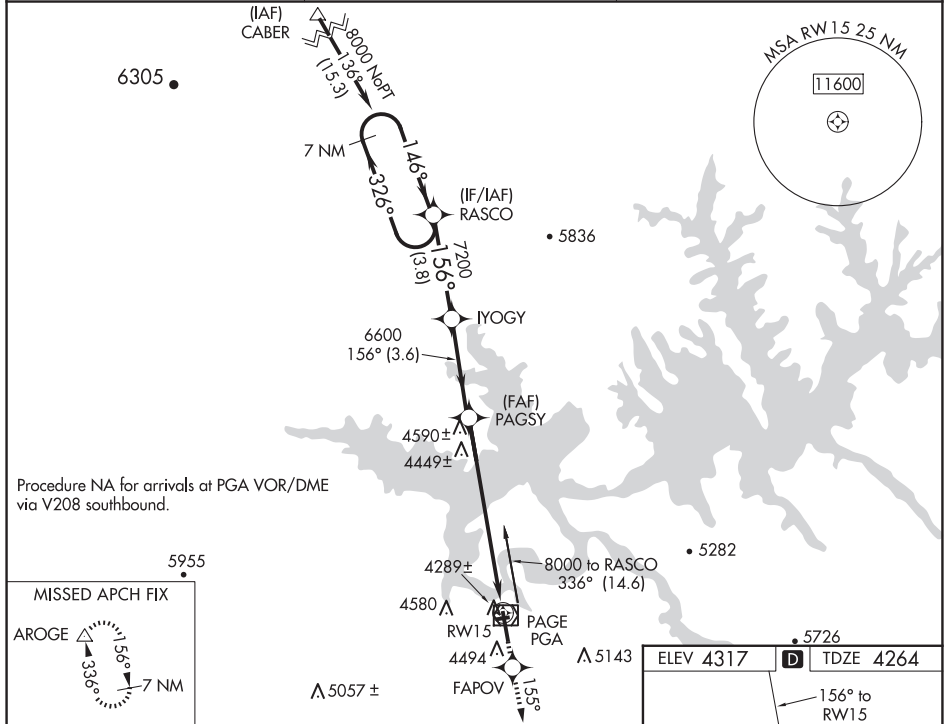 (IAF)
CABER
8000 NoPT
136°
(15.3)
6305
MSA RW15 25 NM
11600
7 NM
146°
326°
(IF/IAF)
RASCO
5836
7200
156°
(3.8)
IYOGY
6600
156° (3.6)
(FAF)
PAGSY
4590±
4449±
Procedure NA for arrivals at PGA VOR/DME
via V208 southbound.
5282
5955
4289±
8000 to RASCO
336° (14.6)
MISSED APCH FIX
AROGE
156°
336°
7 NM
4580
RW15
PAGE
PGA
4494
FAPOV
155°
5143
5726
5057 ±
ELEV 4317
D
TDZE 4264
156° to
RW15